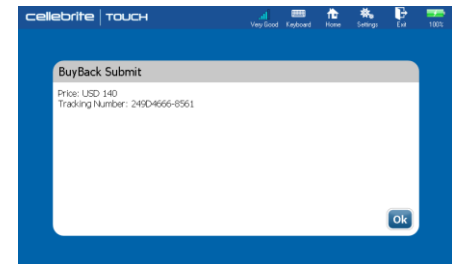 cellebrite TOUCH
Very Good Keyboard Home Settings Exit 100%
BuyBack Submit
Price: USD 140
Tracking Number: 249D4666-8561
Ok